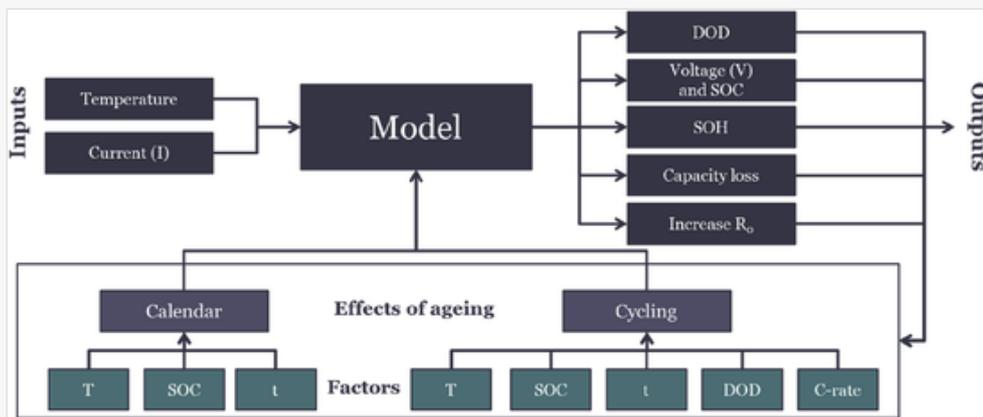 Inputs
Temperature
Current (I)
Model
DOD
Voltage (V)
and SOC
SOH
Capacity loss
Increase R₀
Outputs
Calendar
Effects of ageing
Cycling
T
SOC
t
Factors
T
SOC
t
DOD
C-rate